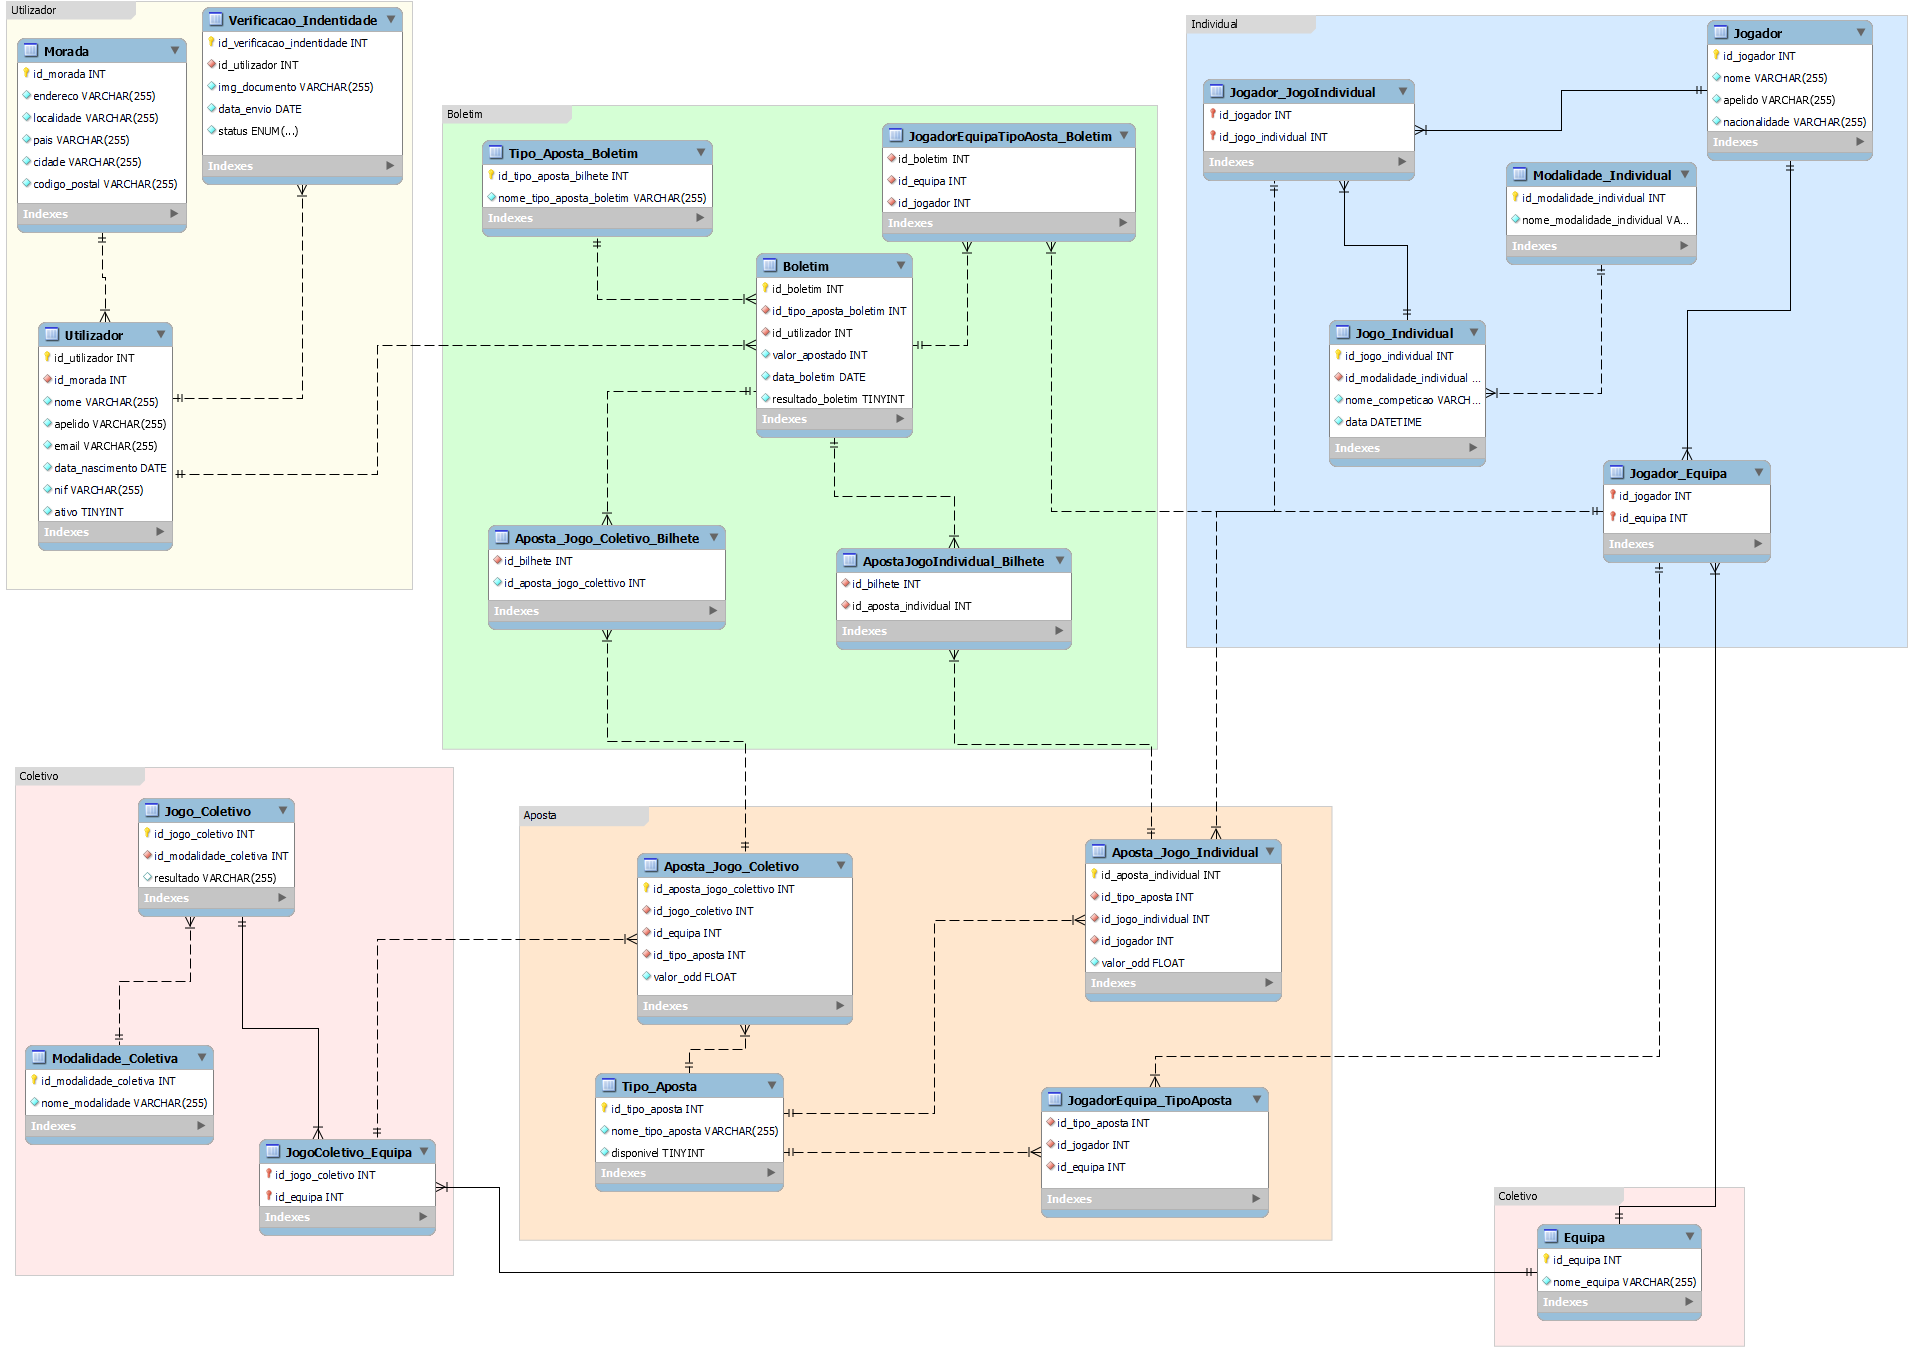 Utilizador
Morada
id_morada INT
endereco VARCHAR(255)
localidade VARCHAR(255)
pais VARCHAR(255)
cidade VARCHAR(255)
codigo_postal VARCHAR(255)
Indexes
Verificacao_Indentidade
id_verificacao_indentidade INT
id_utilizador INT
img_documento VARCHAR(255)
data_envio DATE
status ENUM(...)
Indexes
Utilizador
id_utilizador INT
id_morada INT
nome VARCHAR(255)
apelido VARCHAR(255)
email VARCHAR(255)
data_nascimento DATE
nif VARCHAR(255)
ativo TINYINT
Indexes
Boletim
Tipo_Aposta_Boletim
id_tipo_aposta_bilhete INT
nome_tipo_aposta_boletim VARCHAR(255)
Indexes
JogadorEquipaTipoAosta_Boletim
id_boletim INT
id_equipa INT
id_jogador INT
Indexes
Boletim
id_boletim INT
id_tipo_aposta_boletim INT
id_utilizador INT
valor_apostado INT
data_boletim DATE
resultado_boletim TINYINT
Indexes
Aposta_Jogo_Coletivo_Bilhete
id_bilhete INT
id_aposta_jogo_colettivo INT
Indexes
ApostaJogoIndividual_Bilhete
id_bilhete INT
id_aposta_individual INT
Indexes
Individual
Jogador
id_jogador INT
nome VARCHAR(255)
apelido VARCHAR(255)
nacionalidade VARCHAR(255)
Indexes
Jogador_JogoIndividual
id_jogador INT
id_jogo_individual INT
Indexes
Modalidade_Individual
id_modalidade_individual INT
nome_modalidade_individual VA...
Indexes
Jogo_Individual
id_jogo_individual INT
id_modalidade_individual ...
nome_competicao VARCH...
data DATETIME
Indexes
Jogador_Equipa
id_jogador INT
id_equipa INT
Indexes
Coletivo
Jogo_Coletivo
id_jogo_coletivo INT
id_modalidade_coletiva INT
resultado VARCHAR(255)
Indexes
Modalidade_Coletiva
id_modalidade_coletiva INT
nome_modalidade VARCHAR(255)
Indexes
JogoColetivo_Equipa
id_jogo_coletivo INT
id_equipa INT
Indexes
Aposta
Aposta_Jogo_Coletivo
id_aposta_jogo_colettivo INT
id_jogo_coletivo INT
id_equipa INT
id_tipo_aposta INT
valor_odd FLOAT
Indexes
Aposta_Jogo_Individual
id_aposta_individual INT
id_tipo_aposta INT
id_jogo_individual INT
id_jogador INT
valor_odd FLOAT
Indexes
Tipo_Aposta
id_tipo_aposta INT
nome_tipo_aposta VARCHAR(255)
disponivel TINYINT
Indexes
JogadorEquipa_TipoAposta
id_tipo_aposta INT
id_jogador INT
id_equipa INT
Indexes
Coletivo
Equipa
id_equipa INT
nome_equipa VARCHAR(255)
Indexes